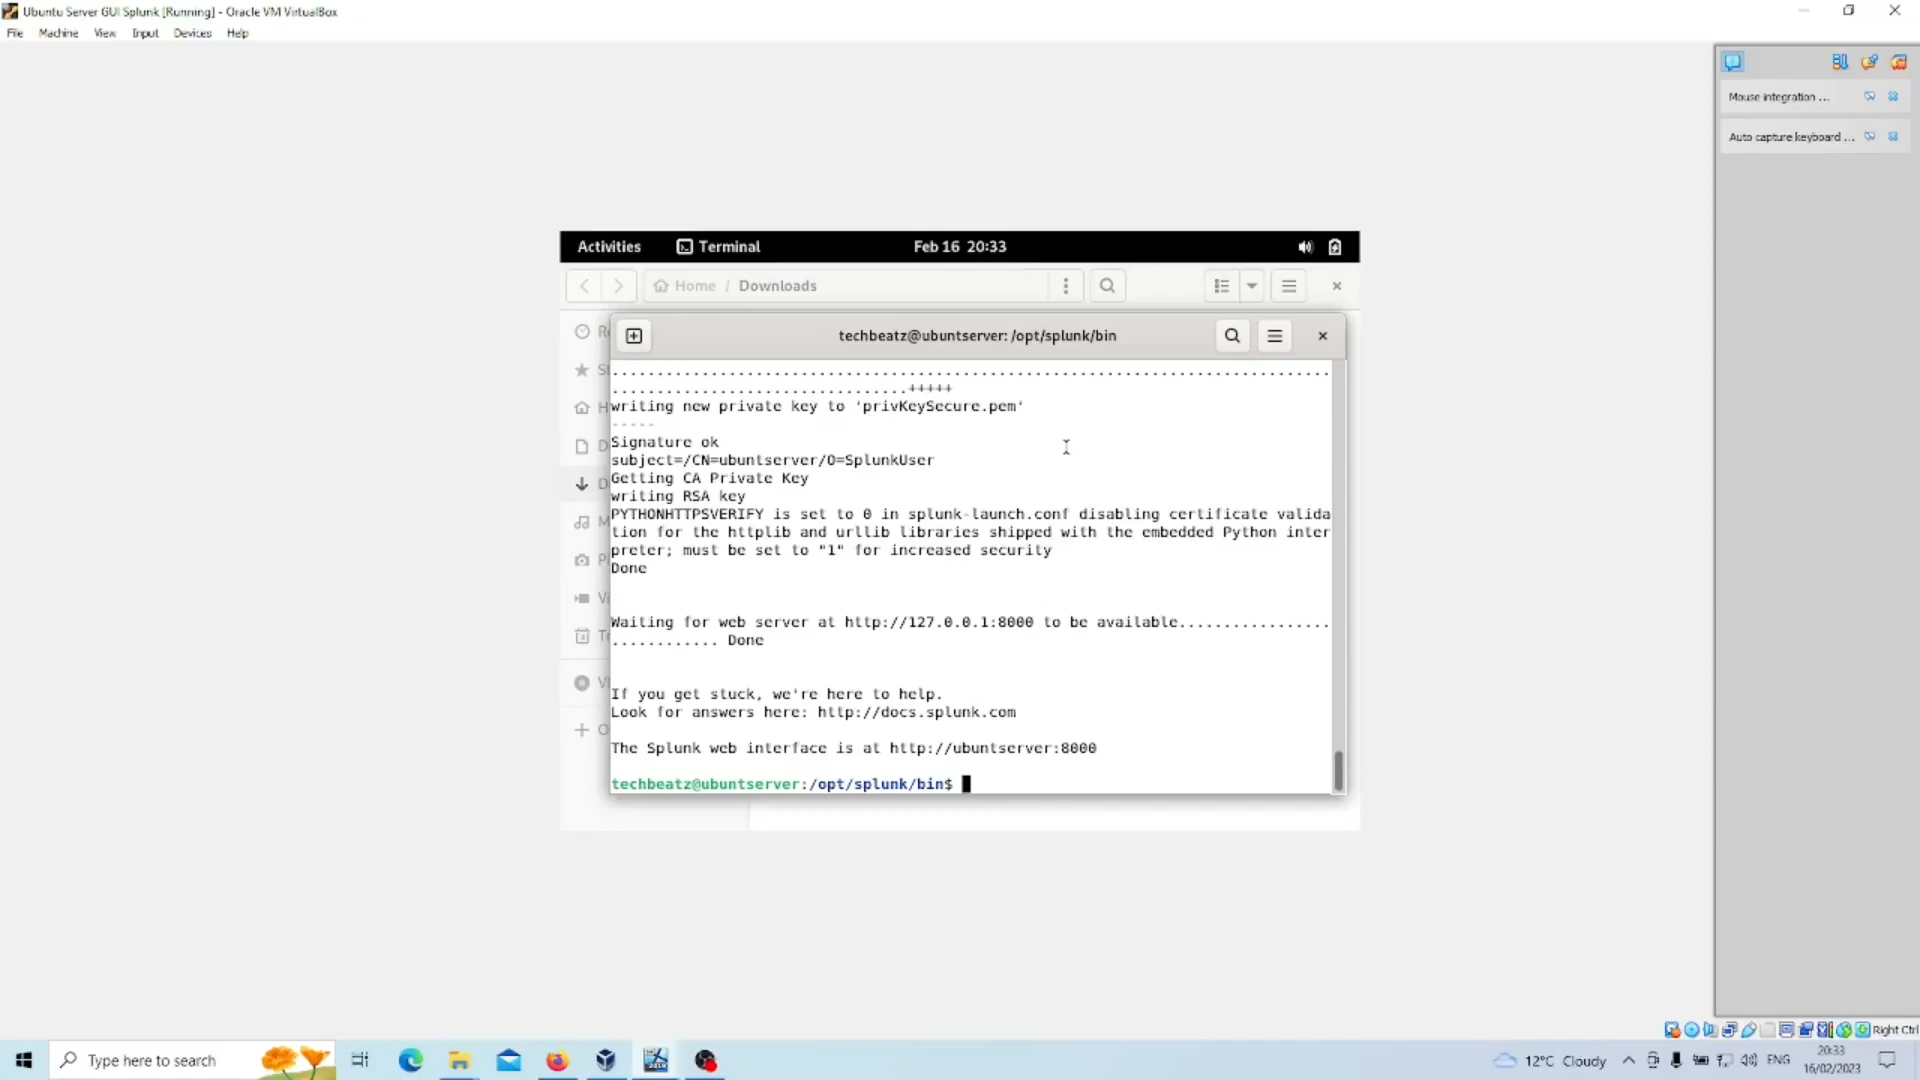 Ubuntu Server GUI Splunk [Running] - Oracle VM VirtualBox
File Machine View Input Devices Help
Mouse integration ...
Auto capture keyboard ...
Activities Terminal Feb 16 20:33
Home / Downloads
techbeatz@ubuntserver: /opt/splunk/bin
................................................................................
.................................+++++
writing new private key to 'privKeySecure.pem'
-----
Signature ok
subject=/CN=ubuntserver/O=SplunkUser
Getting CA Private Key
writing RSA key
PYTHONHTTPSVERIFY is set to 0 in splunk-launch.conf disabling certificate valida
tion for the httplib and urllib libraries shipped with the embedded Python inter
preter; must be set to "1" for increased security
Done
Waiting for web server at http://127.0.0.1:8000 to be available.................
............ Done
If you get stuck, we're here to help.
Look for answers here: http://docs.splunk.com
The Splunk web interface is at http://ubuntserver:8000
techbeatz@ubuntserver:/opt/splunk/bin$
Right Ctrl
Type here to search
12°C Cloudy
ENG
20:33
16/02/2023